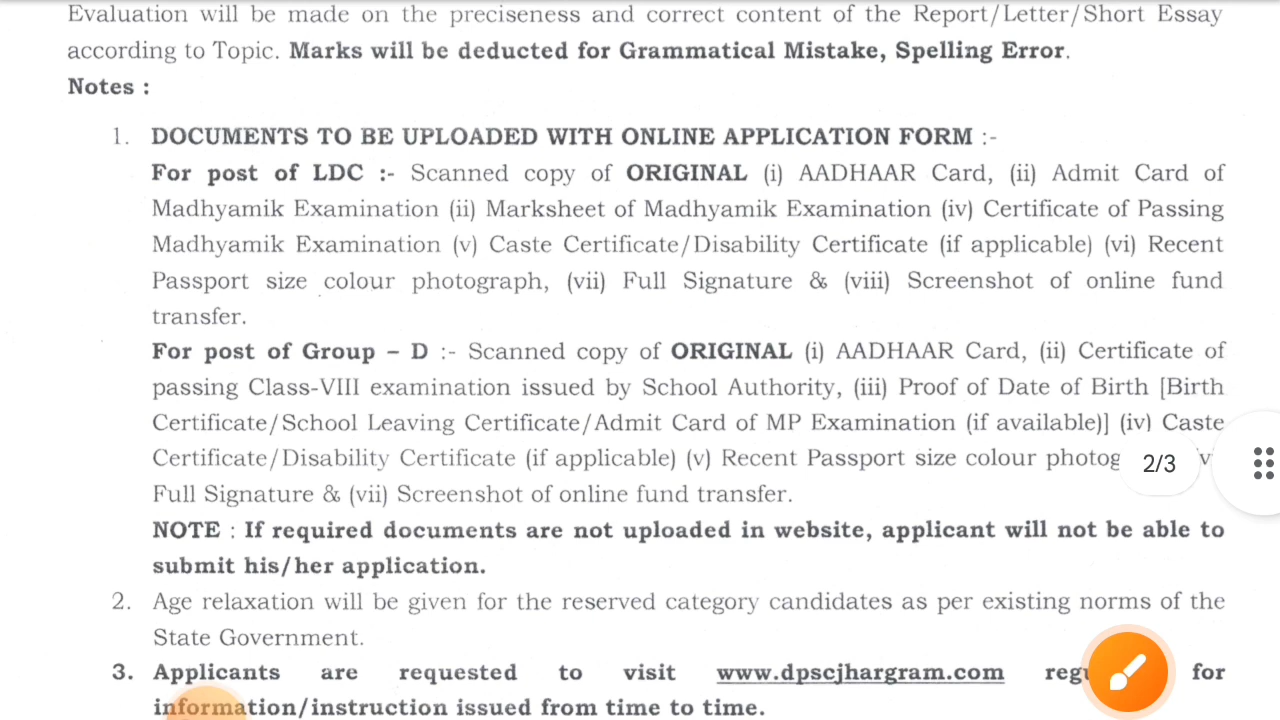 Evaluation will be made on the preciseness and correct content of the Report/Letter/Short Essay
according to Topic. Marks will be deducted for Grammatical Mistake, Spelling Error.
Notes :
1. DOCUMENTS TO BE UPLOADED WITH ONLINE APPLICATION FORM :-
For post of LDC :- Scanned copy of ORIGINAL (i) AADHAAR Card, (ii) Admit Card of
Madhyamik Examination (ii) Marksheet of Madhyamik Examination (iv) Certificate of Passing
Madhyamik Examination (v) Caste Certificate/Disability Certificate (if applicable) (vi) Recent
Passport size colour photograph, (vii) Full Signature & (viii) Screenshot of online fund
transfer.
For post of Group – D :- Scanned copy of ORIGINAL (i) AADHAAR Card, (ii) Certificate of
passing Class-VIII examination issued by School Authority, (iii) Proof of Date of Birth [Birth
Certificate/School Leaving Certificate/Admit Card of MP Examination (if available)] (iv) Caste
Certificate/Disability Certificate (if applicable) (v) Recent Passport size colour photog
2/3
Full Signature & (vii) Screenshot of online fund transfer.
NOTE : If required documents are not uploaded in website, applicant will not be able to
submit his/her application.
2. Age relaxation will be given for the reserved category candidates as per existing norms of the
State Government.
3. Applicants are requested to visit www.dpscjhargram.com for
information/instruction issued from time to time.